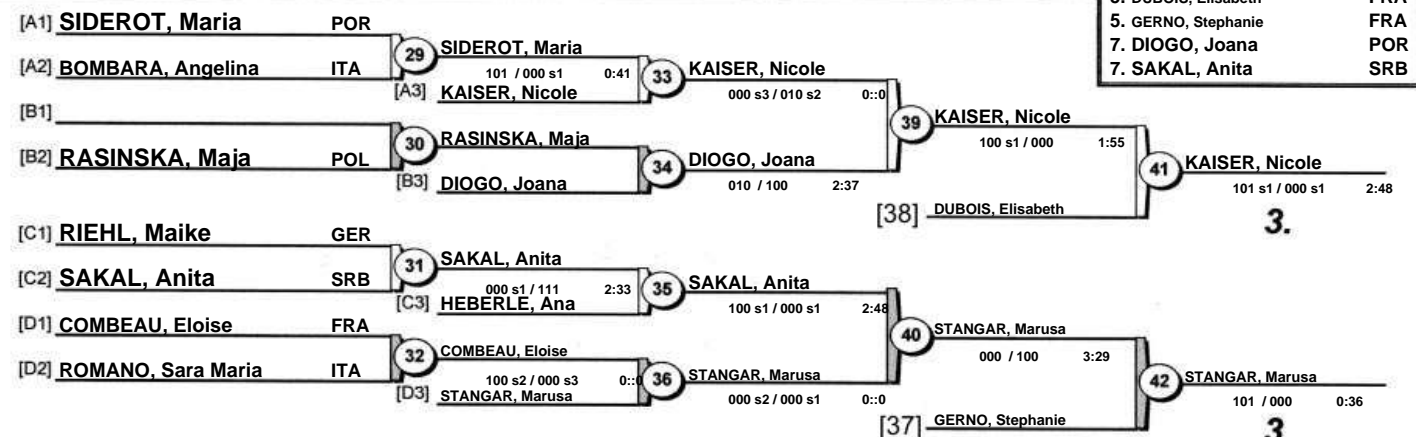 [A1] SIDEROT, Maria POR
[A2] BOMBARA, Angelina ITA
29
SIDEROT, Maria
101 / 000 s1 0:41
[A3] KAISER, Nicole
33
KAISER, Nicole
000 s3 / 010 s2 0::0
[B1]
[B2] RASINSKA, Maja POL
30
RASINSKA, Maja
[B3] DIOGO, Joana
34
DIOGO, Joana
010 / 100 2:37
39
KAISER, Nicole
100 s1 / 000 1:55
[38] DUBOIS, Elisabeth
41
KAISER, Nicole
101 s1 / 000 s1 2:48
3.
[C1] RIEHL, Maike GER
[C2] SAKAL, Anita SRB
31
SAKAL, Anita
000 s1 / 111 2:33
[C3] HEBERLE, Ana
35
SAKAL, Anita
100 s1 / 000 s1 2:48
[D1] COMBEAU, Eloise FRA
[D2] ROMANO, Sara Maria ITA
32
COMBEAU, Eloise
100 s2 / 000 s3 0::0
[D3] STANGAR, Marusa
36
STANGAR, Marusa
000 s2 / 000 s1 0::0
40
STANGAR, Marusa
000 / 100 3:29
[37] GERNO, Stephanie
42
STANGAR, Marusa
101 / 000 0:36
3
5. GERNO, Stephanie FRA
7. DIOGO, Joana POR
7. SAKAL, Anita SRB